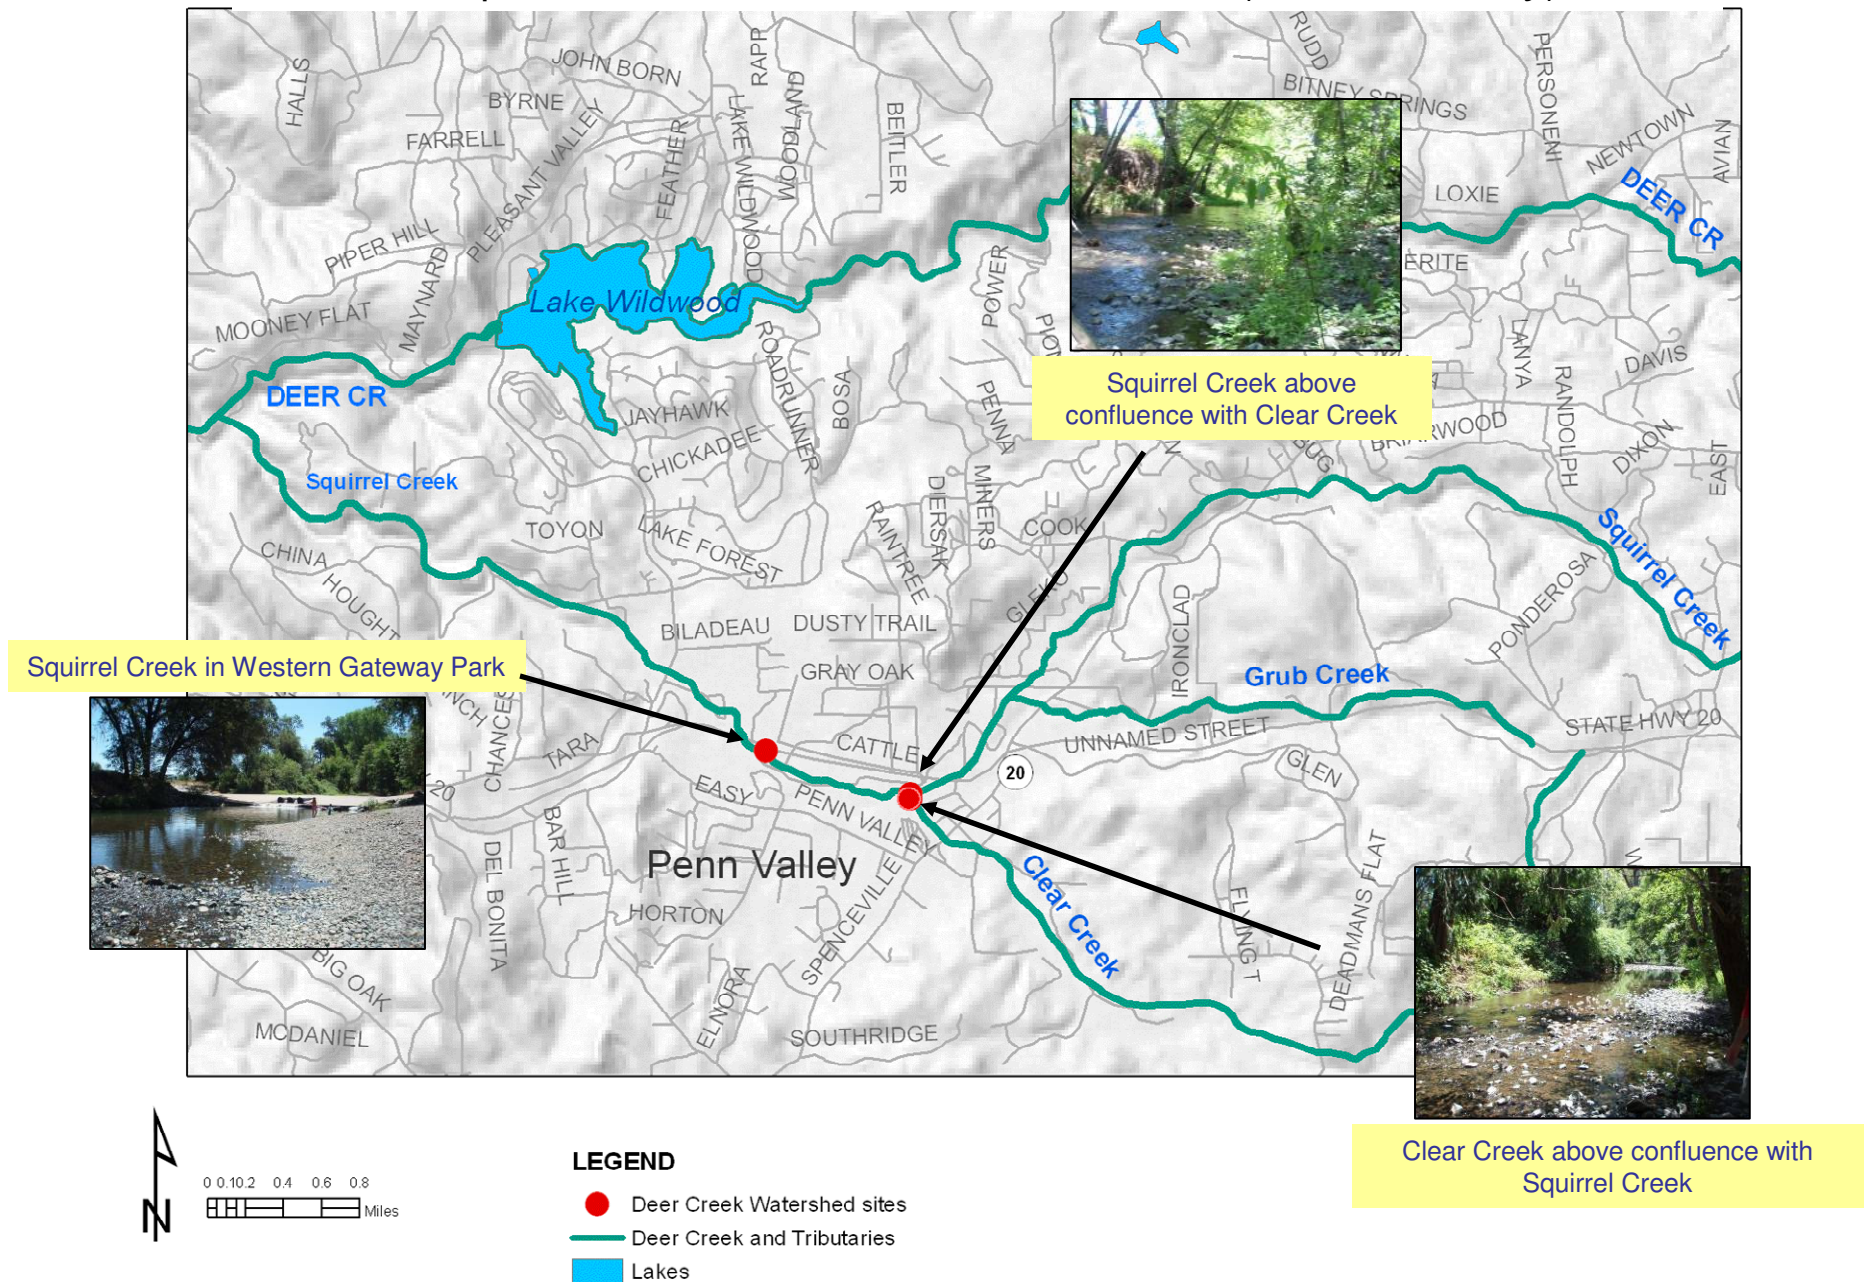 RUDD
PERSONENI
HALLS
JOHN BORN
RAPP
BYRNE
LAKE WILDWOOD
WOODLAND
BEITLER
BITNEY SPRINGS
NEWTOWN
AVIAN
FARRELL
PLEASANT VALLEY
FEATHER
LOXIE
DEER CR
PIPER HILL
MAYNARD
POWER
ERITE
MOONEY FLAT
Lake Wildwood
ROADRUNNER
LANYA
DAVIS
DEER CR
JAYHAWK
BOSA
PENNA
Squirrel Creek above
confluence with Clear Creek
RANDOLPH
BRIARWOOD
BUG
DIXON
EAST
CHICKADEE
Squirrel Creek
MINERS
DIERSAK
RAINTREE
COOK
TOYON
LAKE FOREST
Squirrel Creek
CHINA
HOUGHT
PONDEROSA
IRONCLAD
BILADEAU
DUSTY TRAIL
Squirrel Creek in Western Gateway Park
GRAY OAK
Grub Creek
INCH
CHANCES
TARA
CATTLE
UNNAMED STREET
STATE HWY 20
20
20
GLEN
EASY
PENN VALLEY
BAR HILL
DEL BONITA
Penn Valley
Clear Creek
SPENCEVILLE
HORTON
FLYING T
DEADMANS FLAT
BIG OAK
ELNORA
MCDANIEL
SOUTHRIDGE
Clear Creek above confluence with
Squirrel Creek
N
0 0.10.2 0.4 0.6 0.8
Miles
LEGEND
Deer Creek Watershed sites
Deer Creek and Tributaries
Lakes